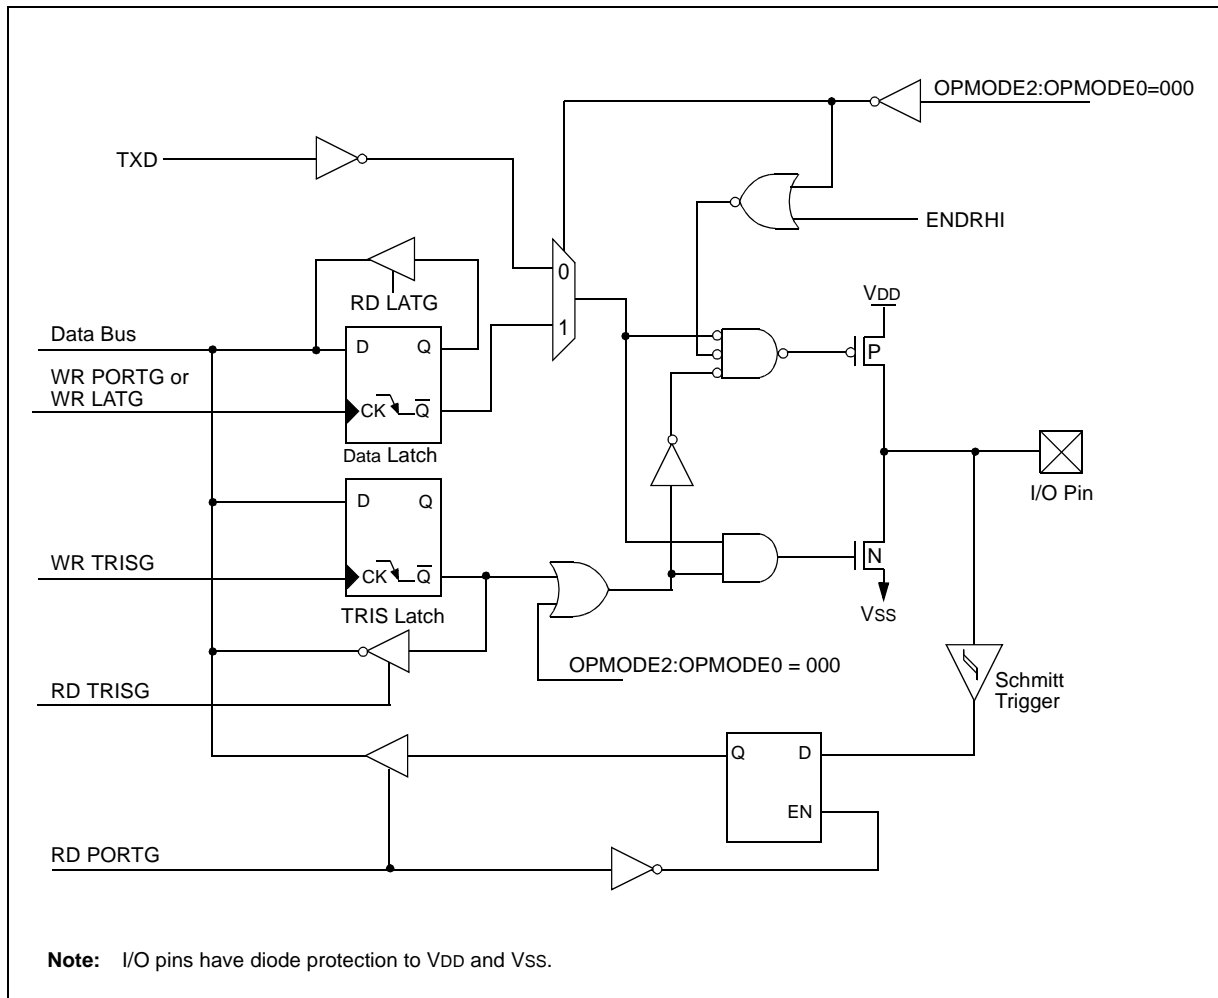 OPMODE2:OPMODE0=000
TXD
ENDRHI
0
RD LATG
1
VDD
P
Data Bus
D Q
WR PORTG or
WR LATG
CK Q̅
Data Latch
I/O Pin
D Q
WR TRISG
CK Q̅
TRIS Latch
N
VSS
OPMODE2:OPMODE0 = 000
RD TRISG
Schmitt
Trigger
Q D
EN
RD PORTG
Note: I/O pins have diode protection to VDD and VSS.